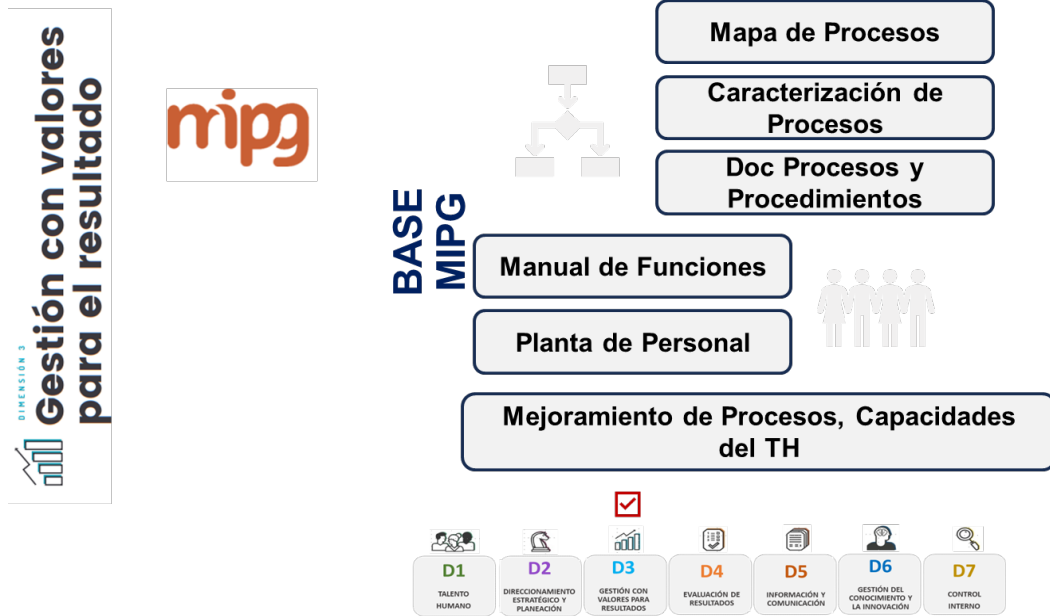 DIMENSIÓN 3
Gestión con valores
para el resultado
mipg
Mapa de Procesos
Caracterización de
Procesos
Doc Procesos y
Procedimientos
BASE
MIPG
Manual de Funciones
Planta de Personal
Mejoramiento de Procesos, Capacidades
del TH
D1
TALENTO
HUMANO
D2
DIRECCIONAMIENTO
ESTRATÉGICO Y
PLANEACIÓN
D3
GESTIÓN CON
VALORES PARA
RESULTADOS
D4
EVALUACIÓN DE
RESULTADOS
D5
INFORMACIÓN Y
COMUNICACIÓN
D6
GESTIÓN DEL
CONOCIMIENTO Y
LA INNOVACIÓN
D7
CONTROL
INTERNO